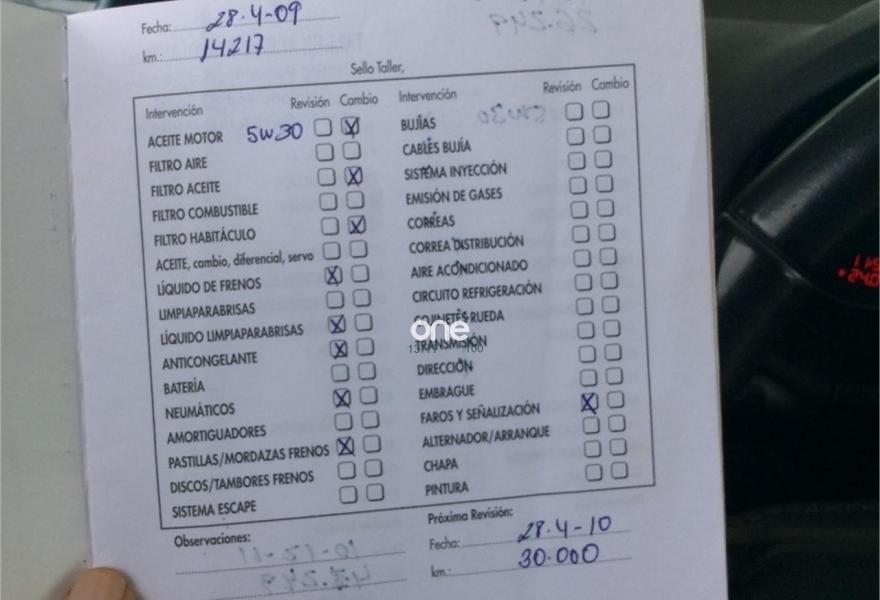 Fecha: 28-4-09
km.: 14217
Sello Taller,
Intervención Revisión Cambio
ACEITE MOTOR 5W30 X
FILTRO AIRE
FILTRO ACEITE X
FILTRO COMBUSTIBLE
FILTRO HABITÁCULO X
ACEITE, cambio, diferencial, servo
LÍQUIDO DE FRENOS X
LIMPIAPARABRISAS
LÍQUIDO LIMPIAPARABRISAS X
ANTICONGELANTE X
BATERÍA
NEUMÁTICOS X
AMORTIGUADORES
PASTILLAS/MORDAZAS FRENOS X
DISCOS/TAMBORES FRENOS
SISTEMA ESCAPE
Intervención Revisión Cambio
BUJÍAS
CABLES BUJÍA
SISTEMA INYECCIÓN
EMISIÓN DE GASES
CORREAS
CORREA DISTRIBUCIÓN
AIRE ACONDICIONADO
CIRCUITO REFRIGERACIÓN
COJINETES RUEDA
one
TRANSMISIÓN
DIRECCIÓN
EMBRAGUE
FAROS Y SEÑALIZACIÓN X
ALTERNADOR/ARRANQUE
CHAPA
PINTURA
Observaciones:
Próxima Revisión:
Fecha: 28-4-10
km.: 30.000